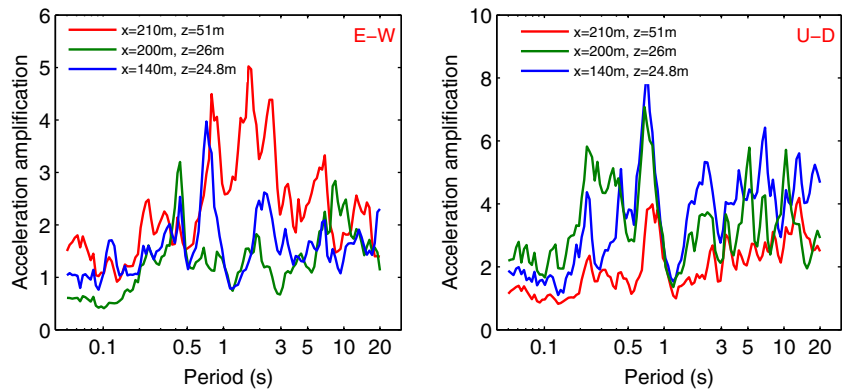 x=210m, z=51m
x=200m, z=26m
x=140m, z=24.8m
E−W
Acceleration amplification
6
5
4
3
2
1
0
0.1 0.5 1 3 5 10 20
Period (s)
x=210m, z=51m
x=200m, z=26m
x=140m, z=24.8m
U−D
Acceleration amplification
10
8
6
4
2
0
0.1 0.5 1 3 5 10 20
Period (s)